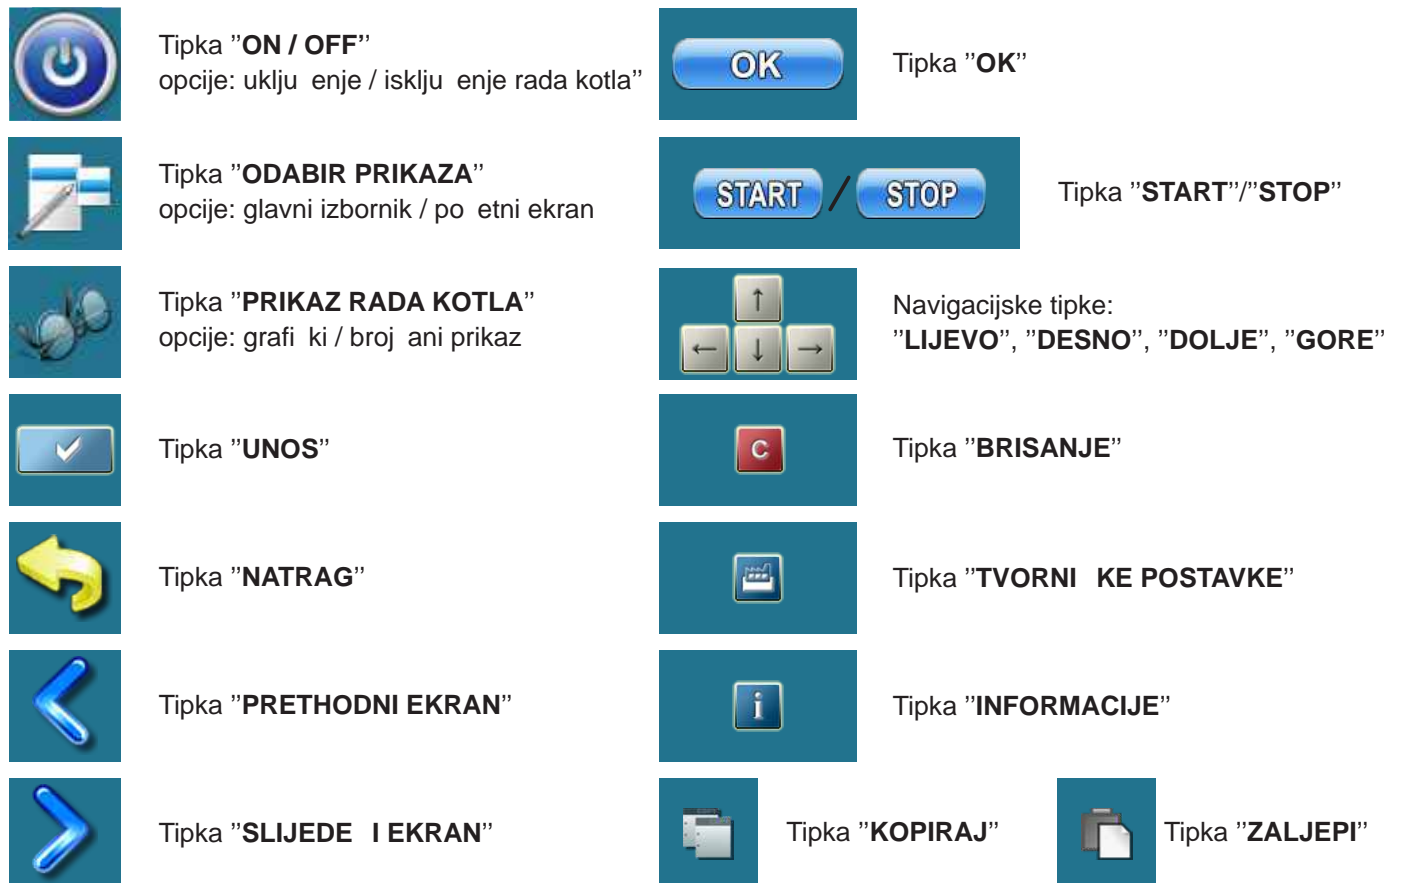 Tipka ''ON / OFF''
opcije: uklju enje / isklju enje rada kotla''
Tipka ''ODABIR PRIKAZA''
opcije: glavni izbornik / po etni ekran
Tipka ''PRIKAZ RADA KOTLA''
opcije: grafi ki / broj ani prikaz
Tipka ''UNOS''
Tipka ''NATRAG''
Tipka ''PRETHODNI EKRAN''
Tipka ''SLIJEDE I EKRAN''
OK
Tipka ''OK''
START / STOP
Tipka ''START''/''STOP''
↑
← ↓ →
Navigacijske tipke:
''LIJEVO'', ''DESNO'', ''DOLJE'', ''GORE''
C
Tipka ''BRISANJE''
Tipka ''TVORNI KE POSTAVKE''
i
Tipka ''INFORMACIJE''
Tipka ''KOPIRAJ''
Tipka ''ZALJEPI''